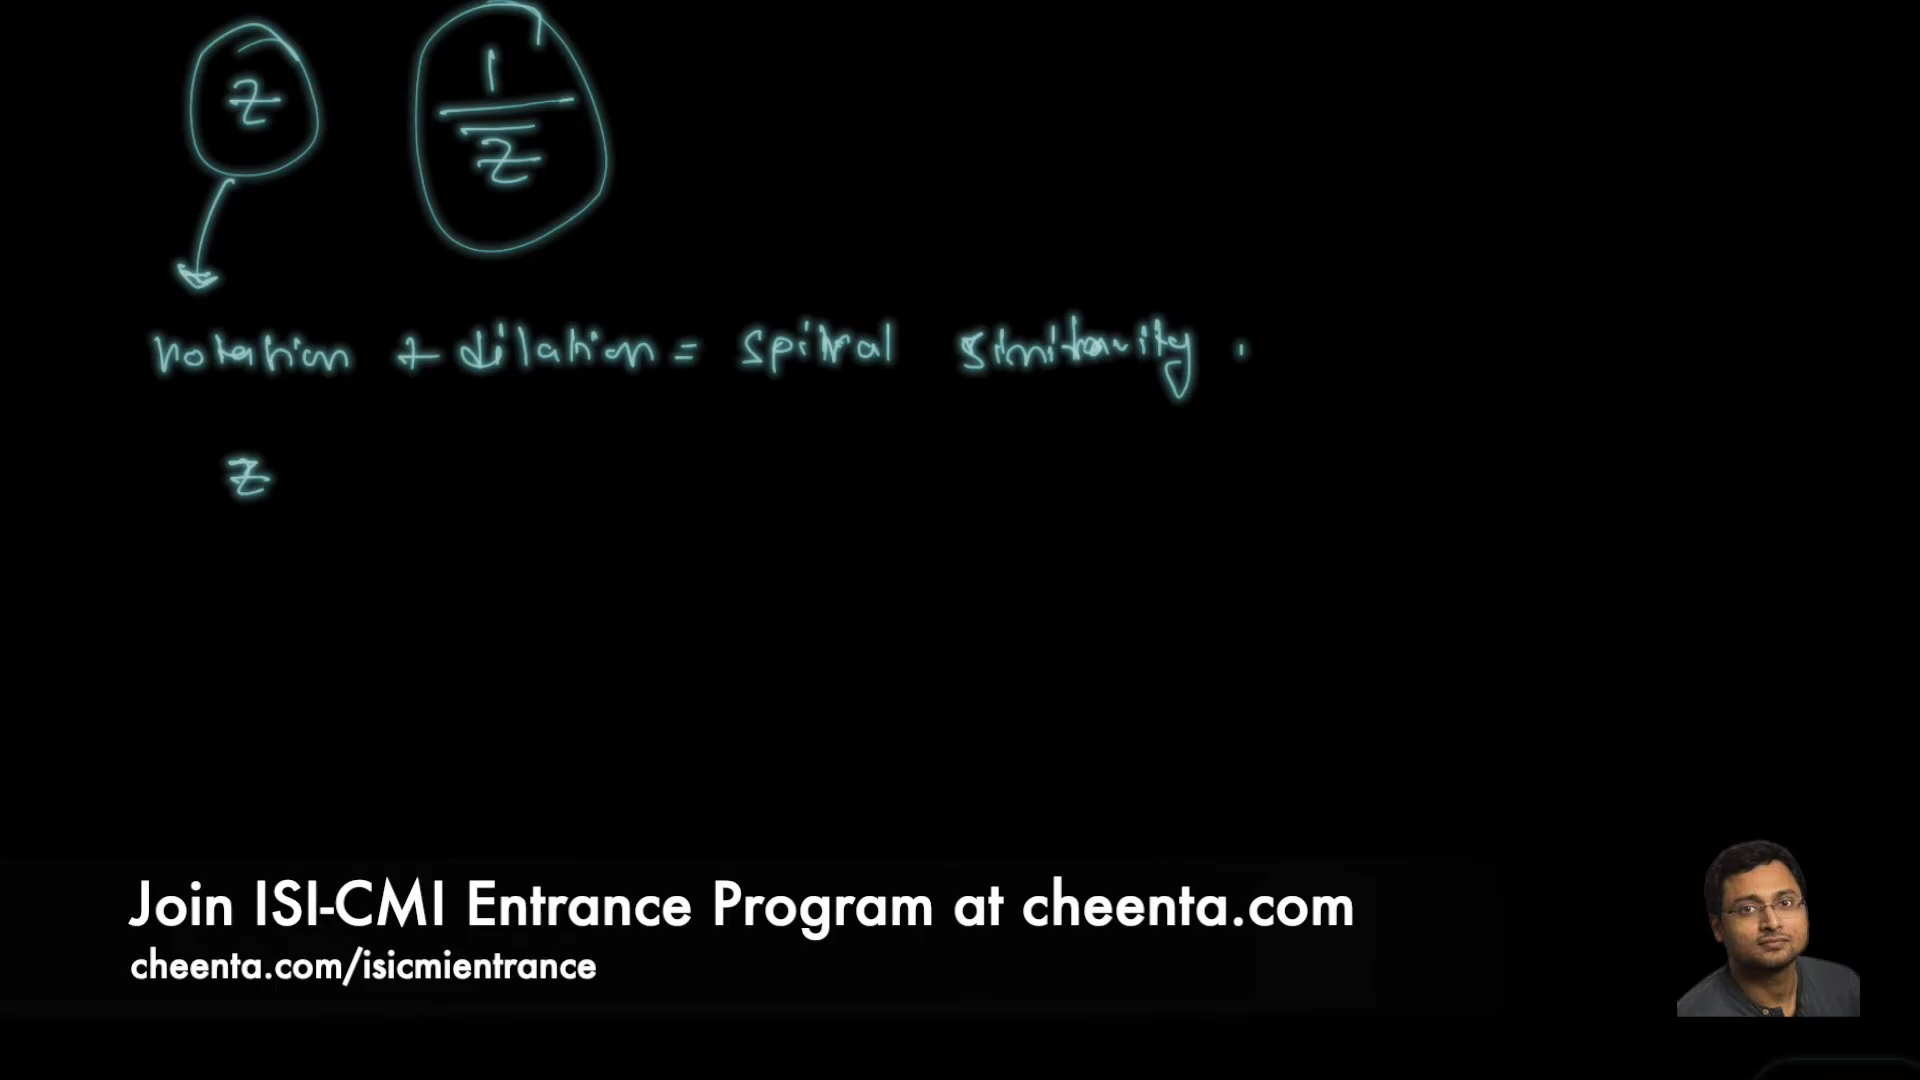 z 1/z̅
rotation + dilation = spiral similarity .
z
Join ISI-CMI Entrance Program at cheenta.com
cheenta.com/isicmientrance